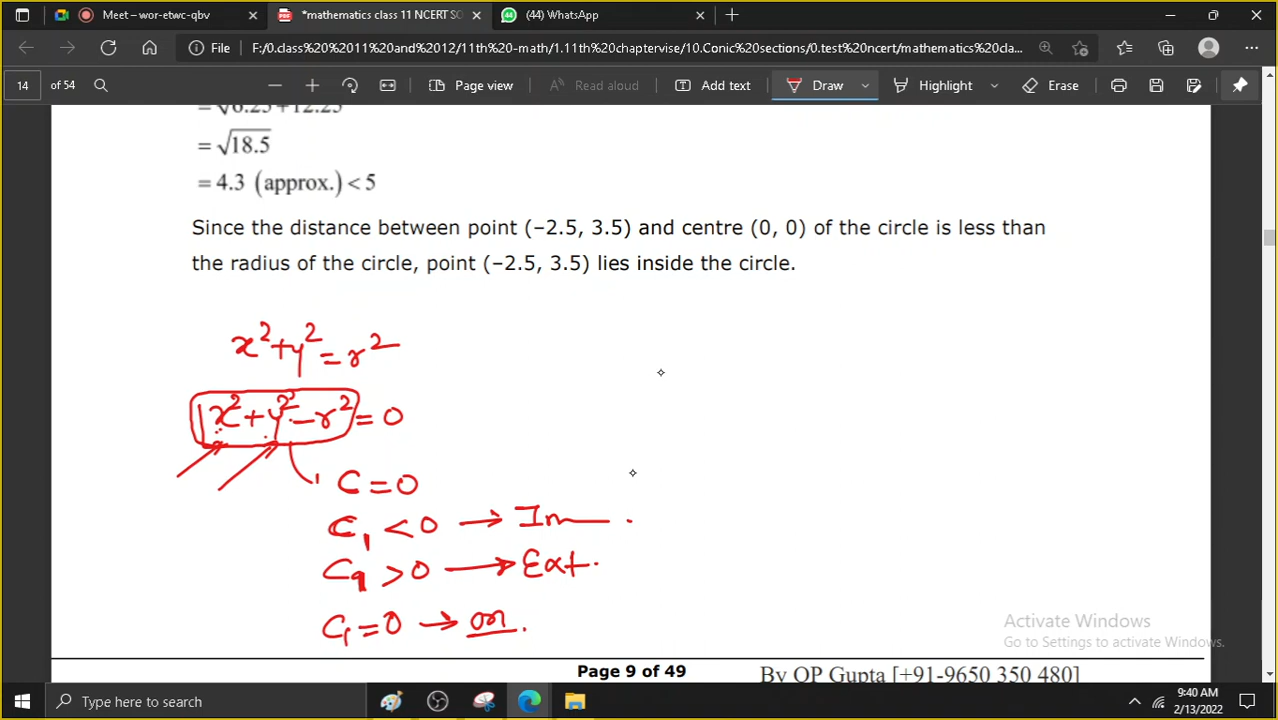 Meet – wor-etwc-qbv
*mathematics class 11 NCERT SO
(44) WhatsApp
File
F:/0.class%20%2011%20and%2012/11th%20-math/1.11th%20chaptervise/10.Conic%20sections/0.test%20ncert/mathematics%20cla...
14 of 54
Page view
Read aloud
Add text
Draw
Highlight
Erase
= √6.25+12.25
= √18.5
= 4.3 (approx.) < 5
Since the distance between point (−2.5, 3.5) and centre (0, 0) of the circle is less than
the radius of the circle, point (−2.5, 3.5) lies inside the circle.
x²+y²=r²
x²+y²−r²=0
C=0
C₁<0 → In
C₁>0 → Ext.
C₁=0 → on.
Activate Windows
Go to Settings to activate Windows.
Page 9 of 49
By OP Gupta [+91-9650 350 480]
Type here to search
9:40 AM
2/13/2022